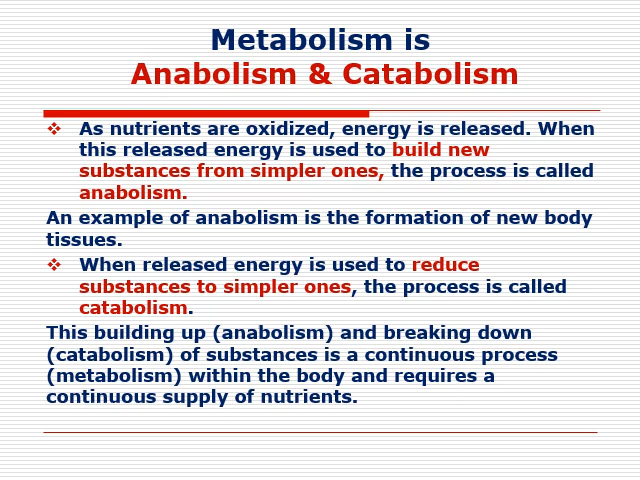 Metabolism is
Anabolism & Catabolism
❖ As nutrients are oxidized, energy is released. When
this released energy is used to build new
substances from simpler ones, the process is called
anabolism.
An example of anabolism is the formation of new body
tissues.
❖ When released energy is used to reduce
substances to simpler ones, the process is called
catabolism.
This building up (anabolism) and breaking down
(catabolism) of substances is a continuous process
(metabolism) within the body and requires a
continuous supply of nutrients.